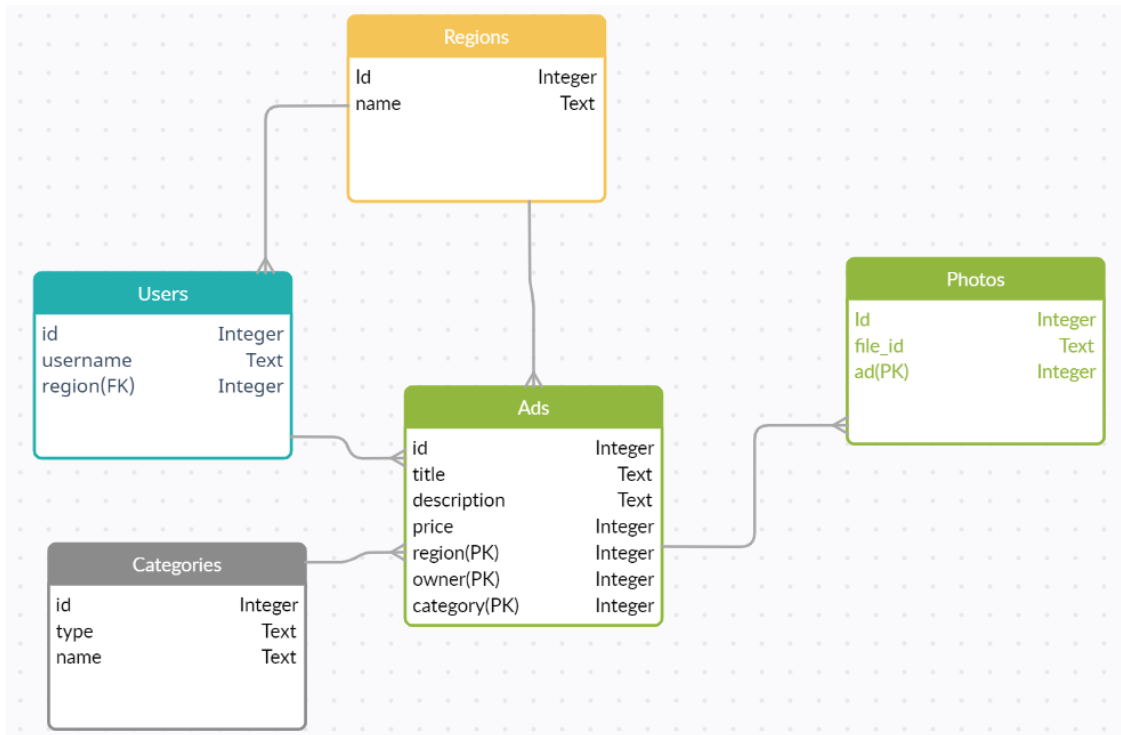 Regions
Id Integer
name Text
Users
id Integer
username Text
region(FK) Integer
Photos
Id Integer
file_id Text
ad(PK) Integer
Ads
id Integer
title Text
description Text
price Integer
region(PK) Integer
owner(PK) Integer
category(PK) Integer
Categories
id Integer
type Text
name Text